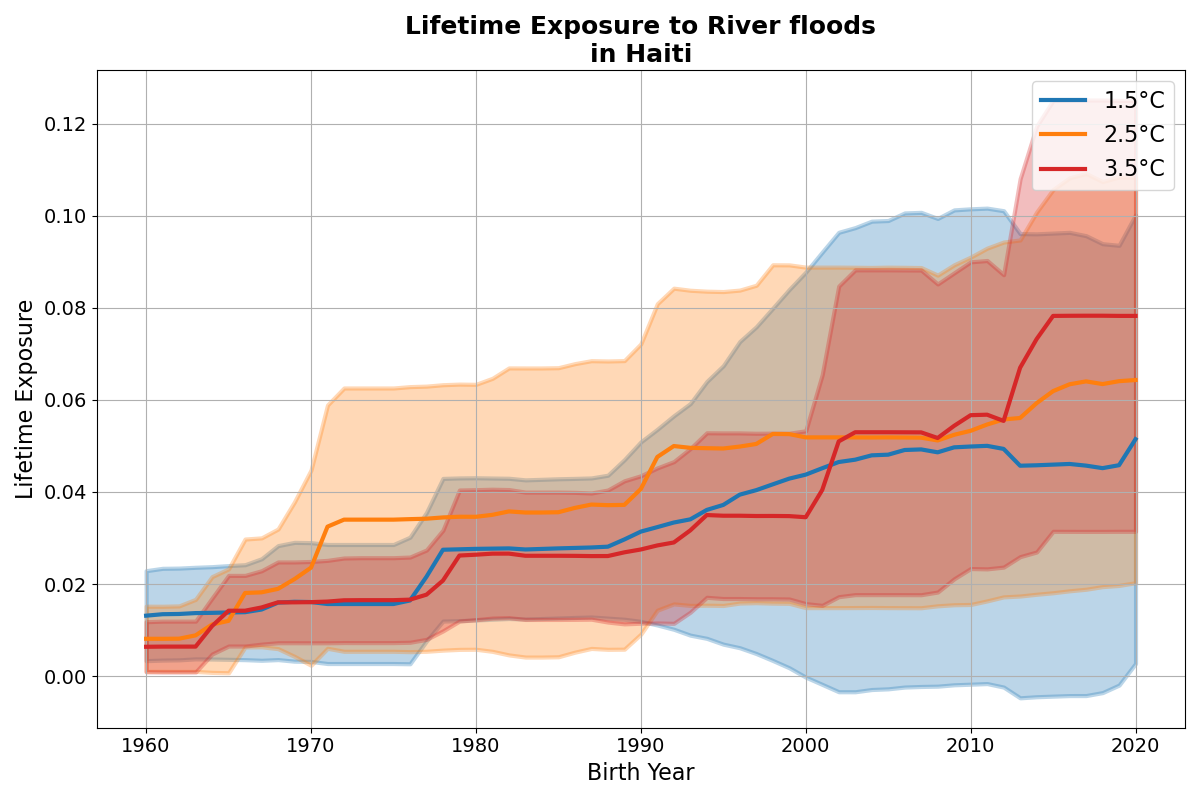 Lifetime Exposure to River floods
in Haiti
1.5°C
2.5°C
3.5°C
Lifetime Exposure
0.12
0.10
0.08
0.06
0.04
0.02
0.00
1960 1970 1980 1990 2000 2010 2020
Birth Year